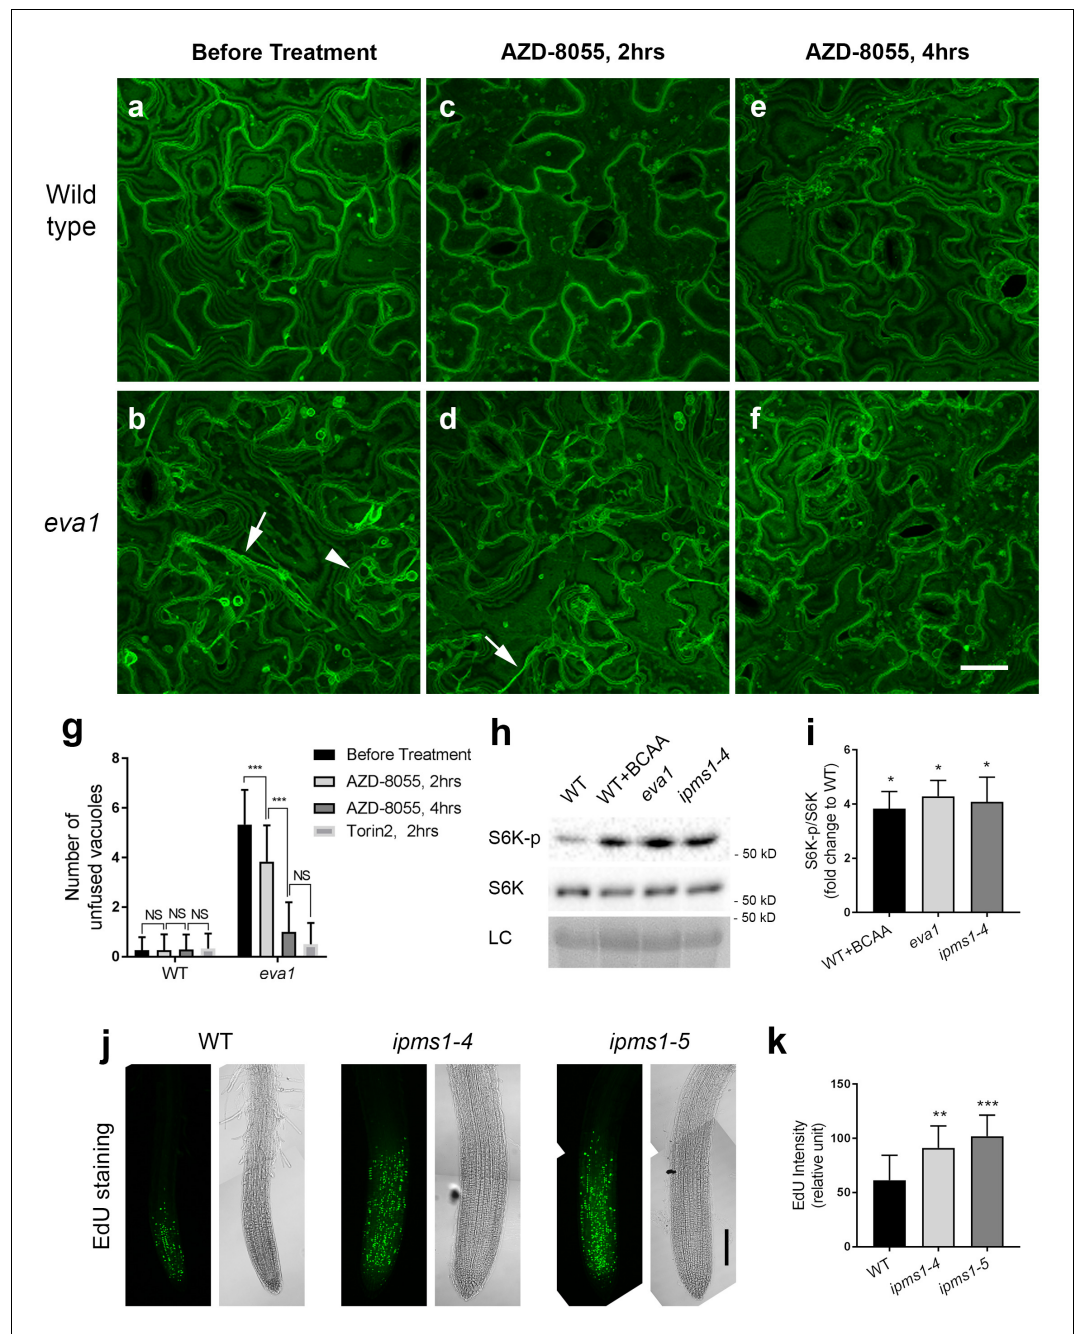 Before Treatment
AZD-8055, 2hrs
AZD-8055, 4hrs
Wild type
a
c
e
eva1
b
d
f
g
Number of
unfused vacuoles
8
6
4
2
0
***
***
NS
NS
NS
NS
WT
eva1
Before Treatment
AZD-8055, 2hrs
AZD-8055, 4hrs
Torin2, 2hrs
h
WT
WT+BCAA
eva1
ipms1-4
S6K-p
- 50 kD
S6K
- 50 kD
- 50 kD
LC
i
S6K-p/S6K
(fold change to WT)
6
4
2
0
*
*
*
WT+BCAA
eva1
ipms1-4
j
WT
ipms1-4
ipms1-5
EdU staining
k
EdU Intensity
(relative unit)
150
100
50
0
**
***
WT
ipms1-4
ipms1-5